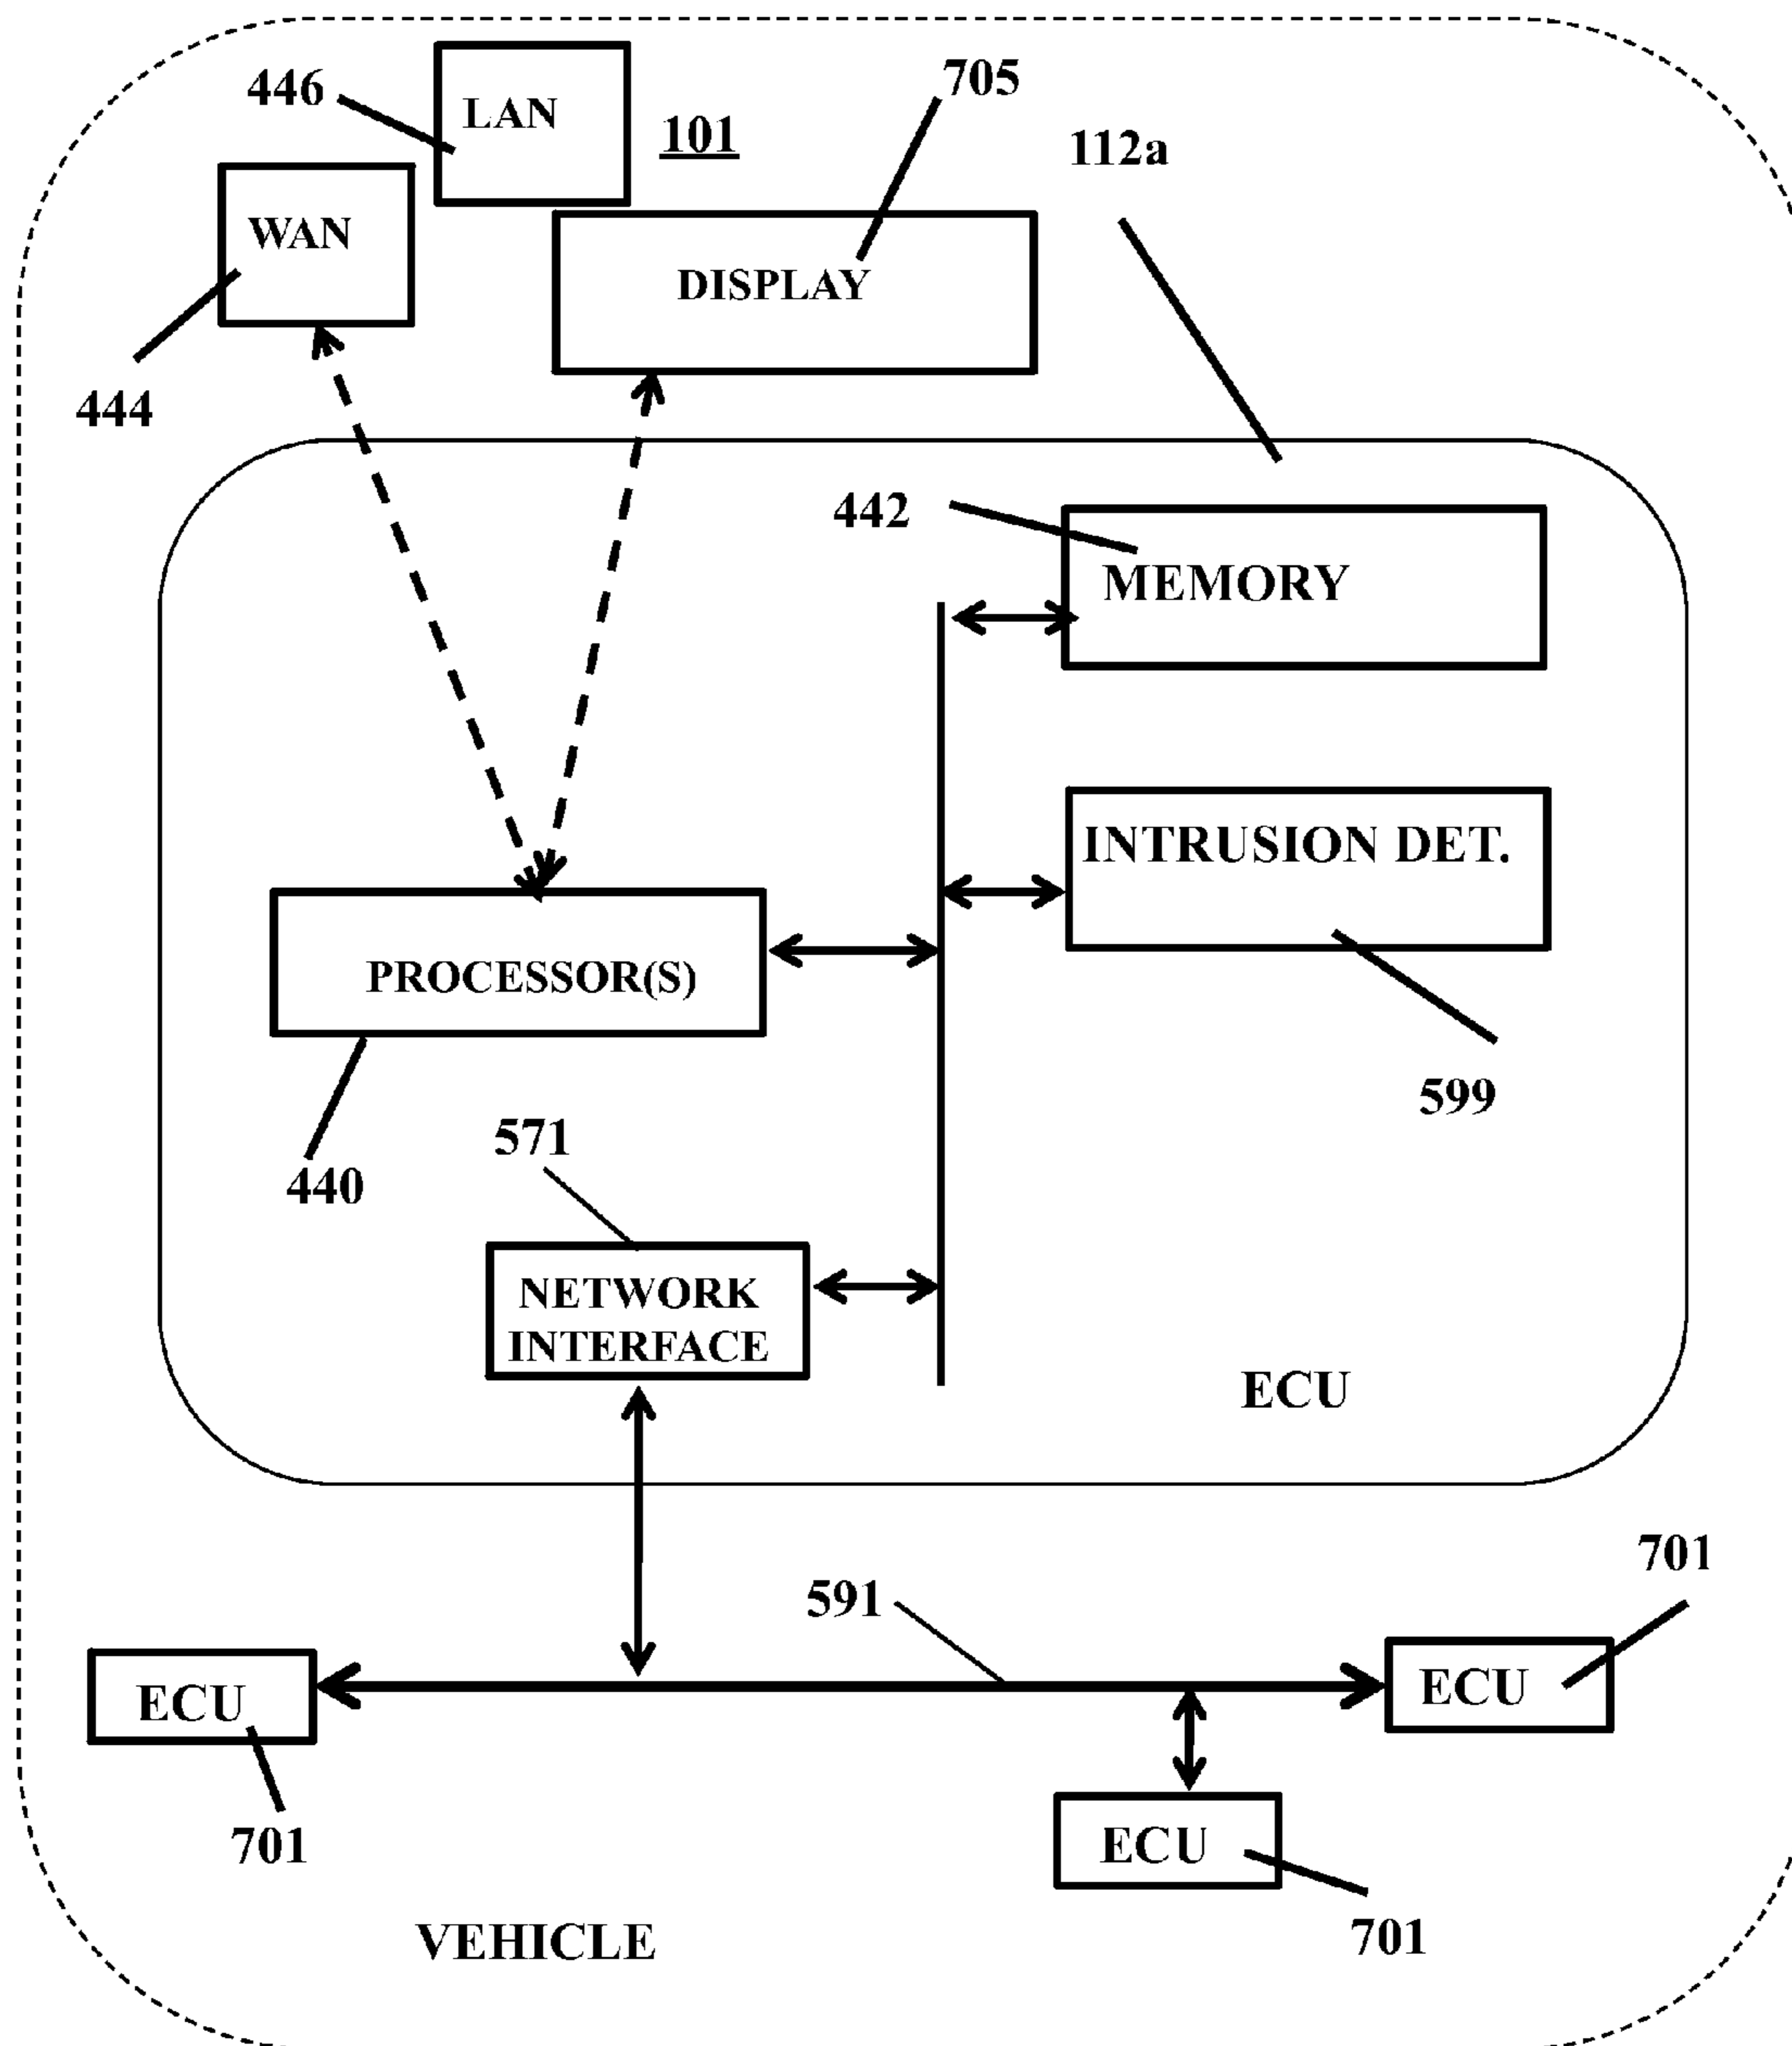 705
446
LAN
101
112a
WAN
DISPLAY
444
442
MEMORY
INTRUSION DET.
PROCESSOR(S)
599
571
440
NETWORK
INTERFACE
ECU
701
591
ECU
ECU
701
ECU
701
VEHICLE